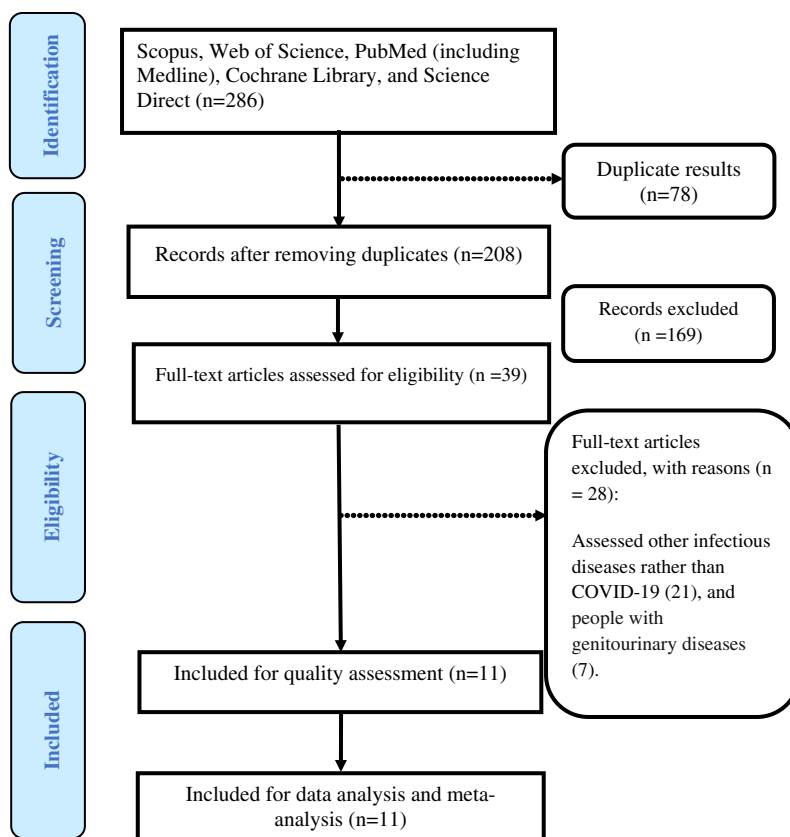 Identification
Scopus, Web of Science, PubMed (including
Medline), Cochrane Library, and Science
Direct (n=286)
Duplicate results
(n=78)
Screening
Records after removing duplicates (n=208)
Records excluded
(n =169)
Full-text articles assessed for eligibility (n =39)
Eligibility
Full-text articles
excluded, with reasons (n
= 28):
Assessed other infectious
diseases rather than
COVID-19 (21), and
people with
genitourinary diseases
(7).
Included
Included for quality assessment (n=11)
Included for data analysis and meta-
analysis (n=11)